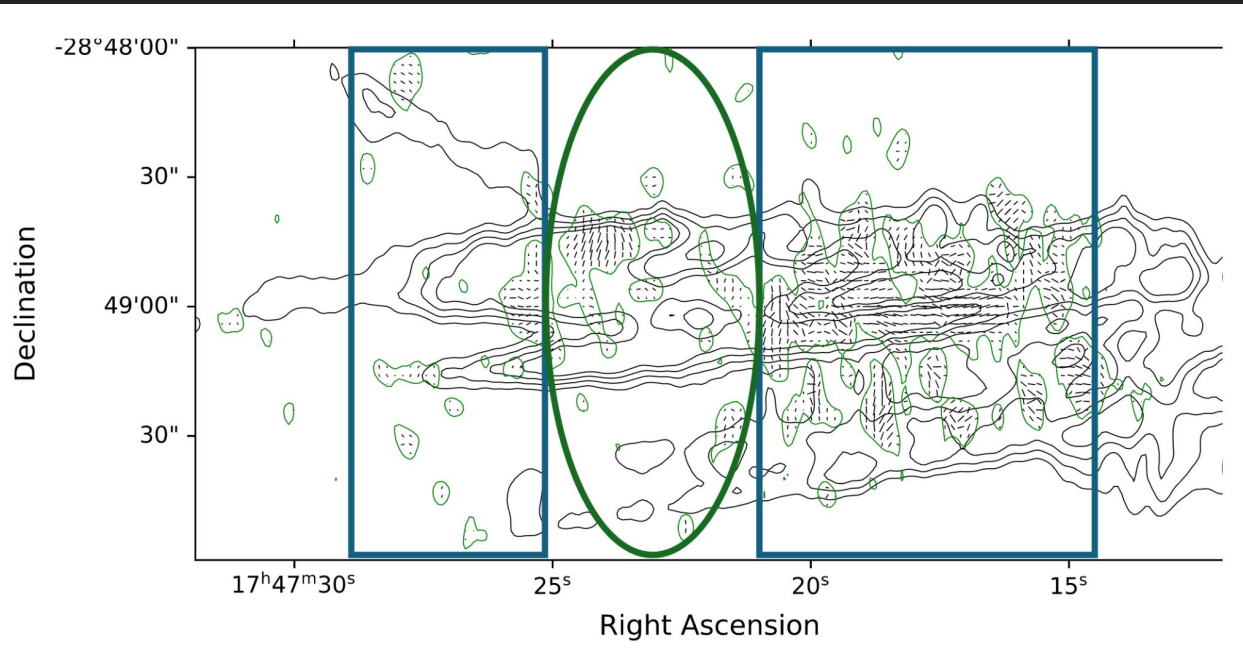 -28°48'00"
30"
49'00"
30"
Declination
17ʰ47ᵐ30ˢ
25ˢ
20ˢ
15ˢ
Right Ascension